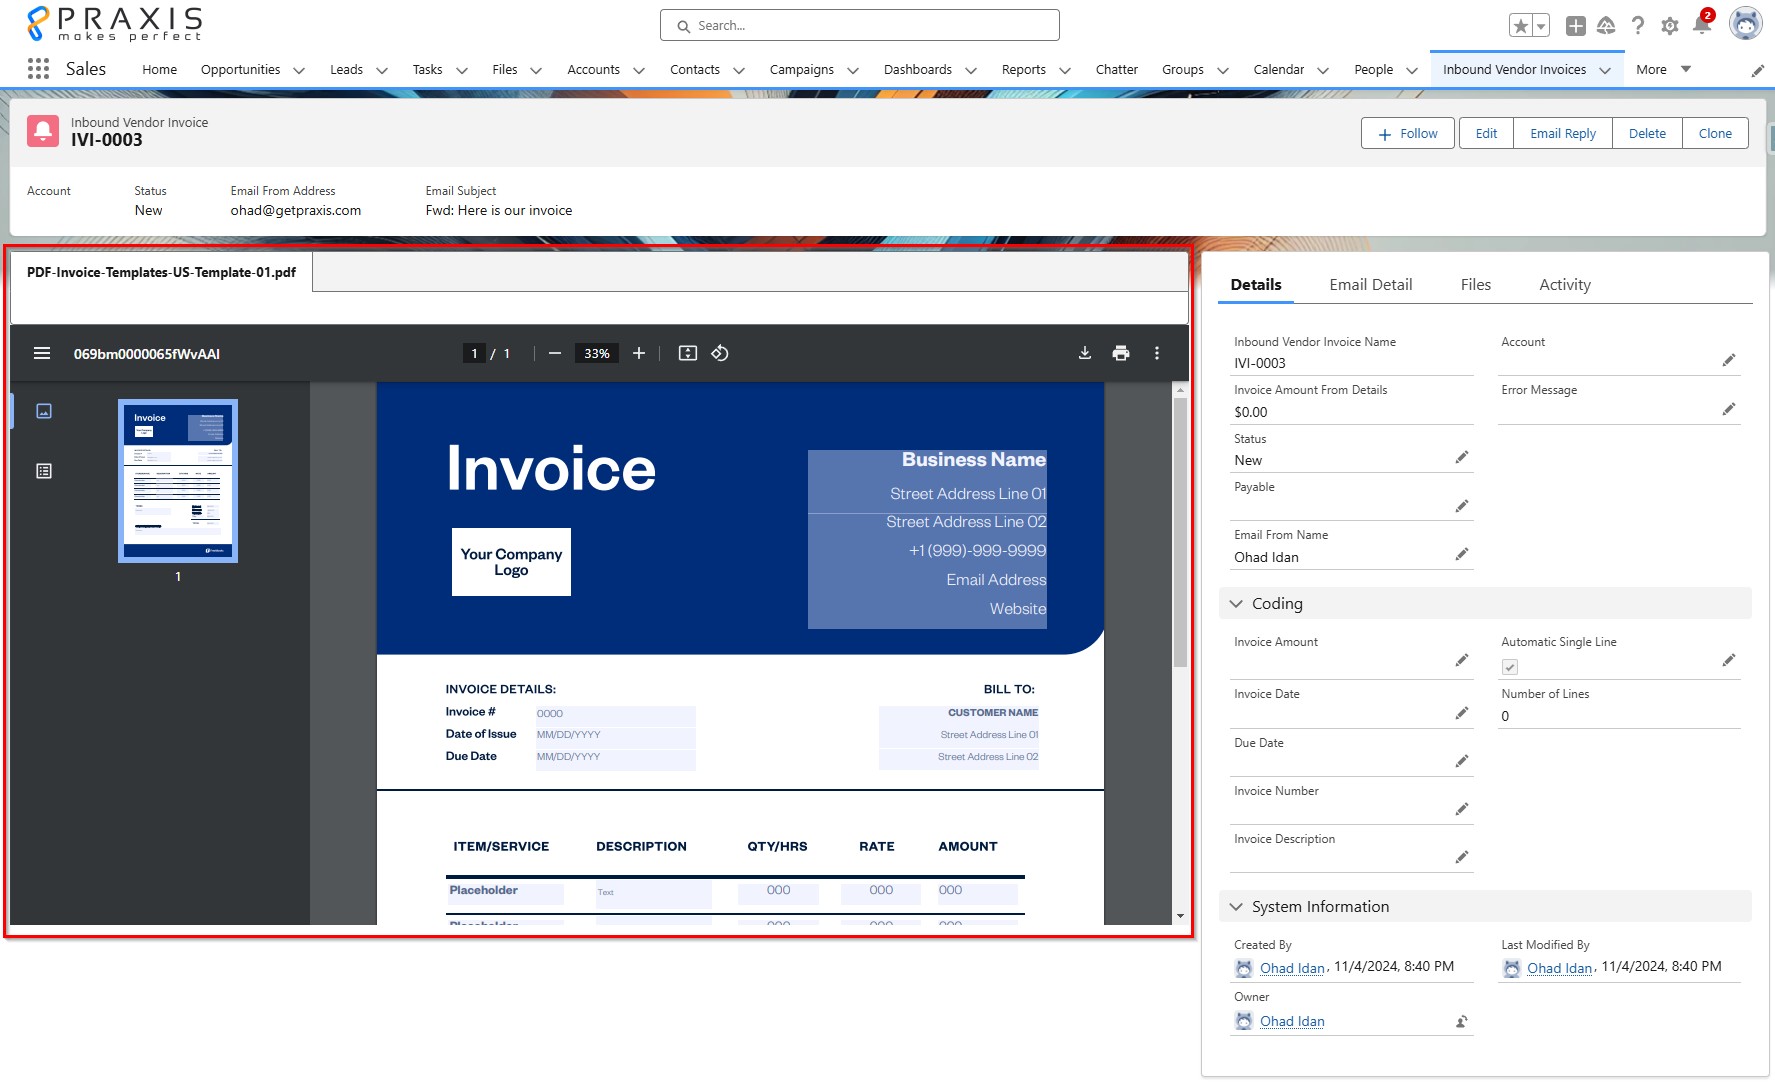 PRAXIS
makes perfect
Search...
2
Sales
Home
Opportunities
Leads
Tasks
Files
Accounts
Contacts
Campaigns
Dashboards
Reports
Chatter
Groups
Calendar
People
Inbound Vendor Invoices
More
Inbound Vendor Invoice
IVI-0003
Follow
Edit
Email Reply
Delete
Clone
Account
Status
New
Email From Address
ohad@getpraxis.com
Email Subject
Fwd: Here is our invoice
PDF-Invoice-Templates-US-Template-01.pdf
069bm0000065fWvAAI
1 / 1
33%
Invoice
1
Invoice
Your Company
Logo
Business Name
Street Address Line 01
Street Address Line 02
+1 (999)-999-9999
Email Address
Website
INVOICE DETAILS:
Invoice # 0000
Date of Issue MM/DD/YYYY
Due Date MM/DD/YYYY
BILL TO:
CUSTOMER NAME
Street Address Line 01
Street Address Line 02
ITEM/SERVICE DESCRIPTION QTY/HRS RATE AMOUNT
Placeholder Text 000 000 000
Placeholder 000 000 000
Details
Email Detail
Files
Activity
Inbound Vendor Invoice Name
IVI-0003
Account
Invoice Amount From Details
$0.00
Error Message
Status
New
Payable
Email From Name
Ohad Idan
Coding
Invoice Amount
Automatic Single Line
Invoice Date
Number of Lines
0
Due Date
Invoice Number
Invoice Description
System Information
Created By
Ohad Idan, 11/4/2024, 8:40 PM
Last Modified By
Ohad Idan, 11/4/2024, 8:40 PM
Owner
Ohad Idan